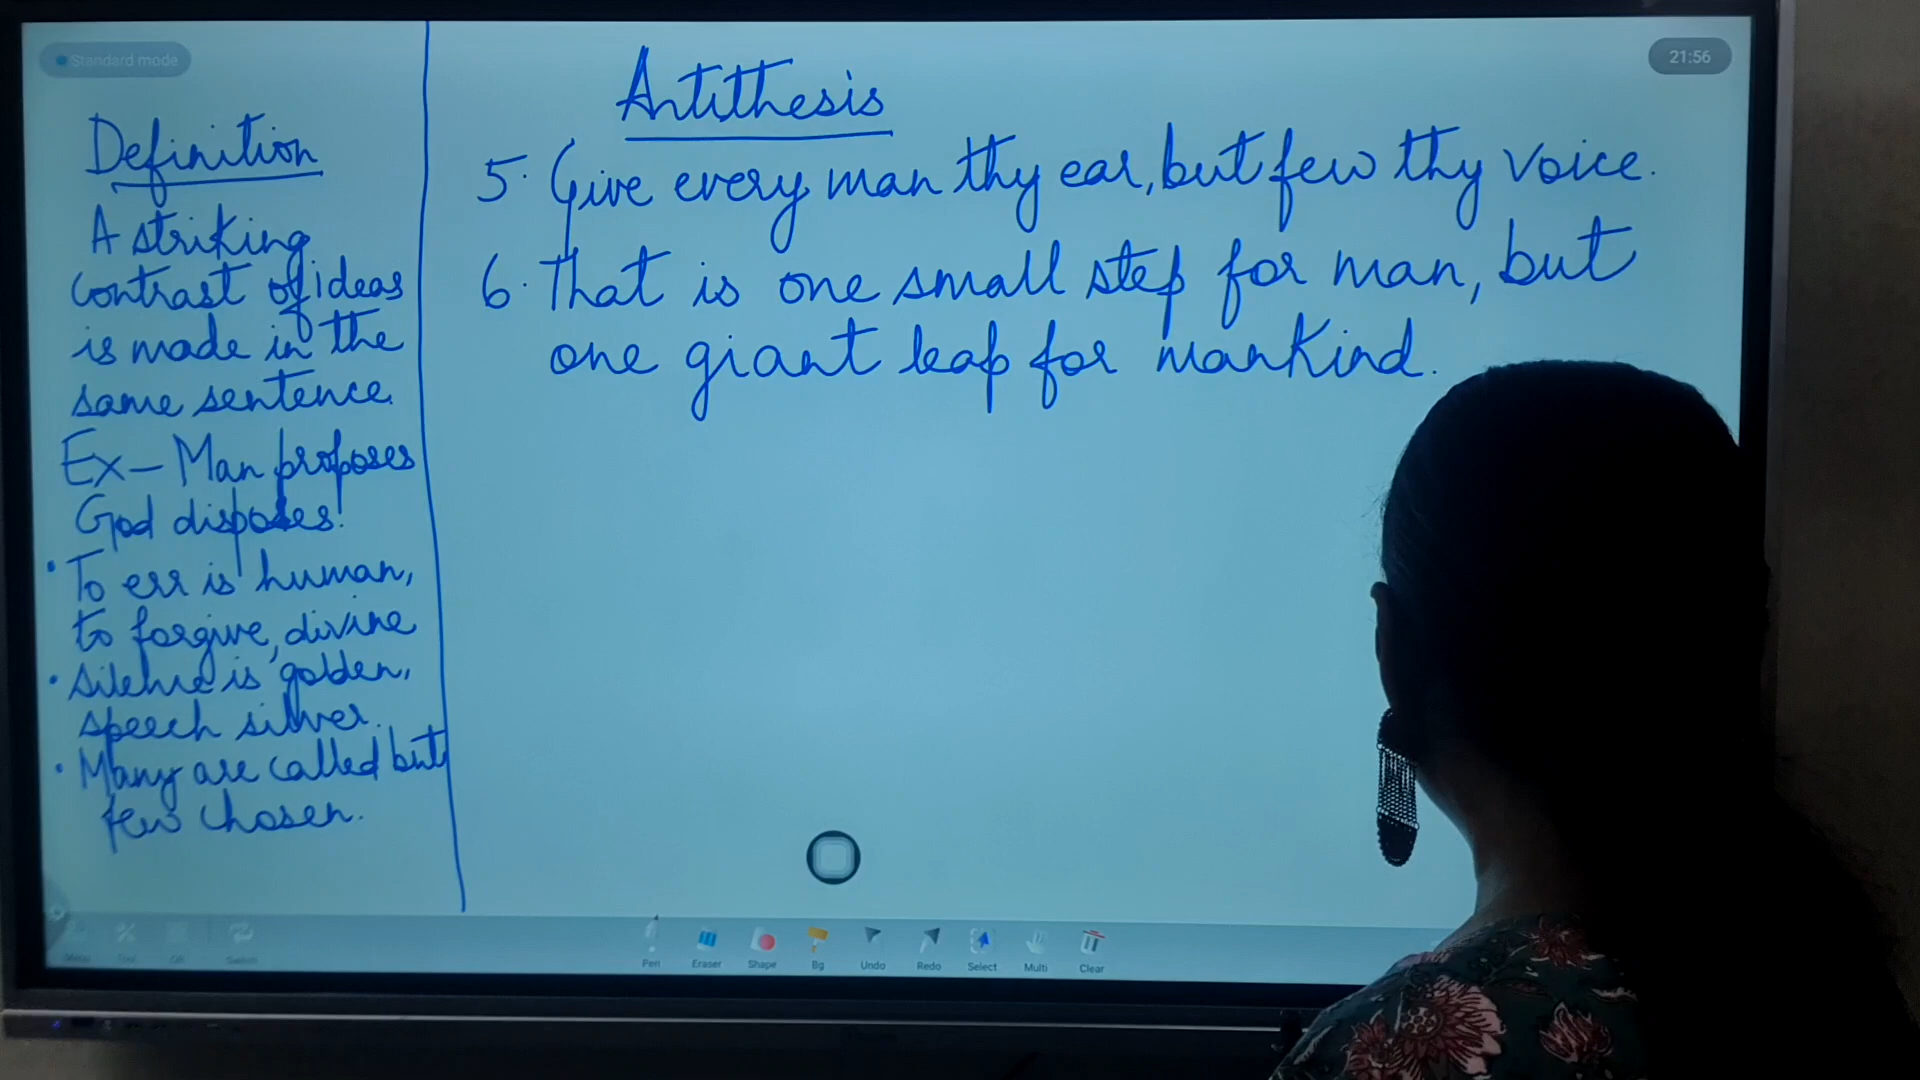 Standard mode
21:56
Antithesis
Definition
A striking
contrast of ideas
is made in the
same sentence.
Ex- Man proposes
God disposes!
• To err is human,
to forgive, divine
• Silence is golden,
speech silver.
• Many are called but
few chosen.
5. Give every man thy ear, but few thy voice.
6. That is one small step for man, but
one giant leap for mankind.
Pen Eraser Shape Bg Undo Redo Select Multi Clear